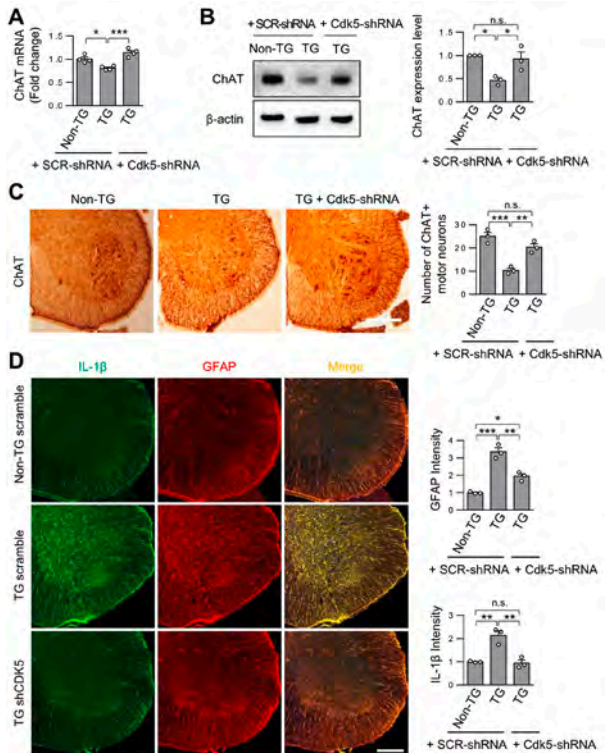 A
ChAT mRNA
(Fold change)
1.5
1.0
0.5
0
*
***
Non-TG
TG
TG
+ SCR-shRNA
+ Cdk5-shRNA
B
+ SCR-shRNA
+ Cdk5-shRNA
Non-TG
TG
TG
ChAT
β-actin
ChAT expression level
1.5
1.0
0.5
0
n.s.
*
*
Non-TG
TG
TG
+ SCR-shRNA
+ Cdk5-shRNA
C
Non-TG
TG
TG + Cdk5-shRNA
ChAT
Number of ChAT+
motor neurons
30
20
10
0
n.s.
***
**
Non-TG
TG
TG
+ SCR-shRNA
+ Cdk5-shRNA
D
IL-1β
GFAP
Merge
Non-TG scramble
TG scramble
TG shCDK5
GFAP Intensity
5
4
3
2
1
0
*
***
**
Non-TG
TG
TG
+ SCR-shRNA
+ Cdk5-shRNA
IL-1β Intensity
3
2
1
0
n.s.
**
**
Non-TG
TG
TG
+ SCR-shRNA
+ Cdk5-shRNA